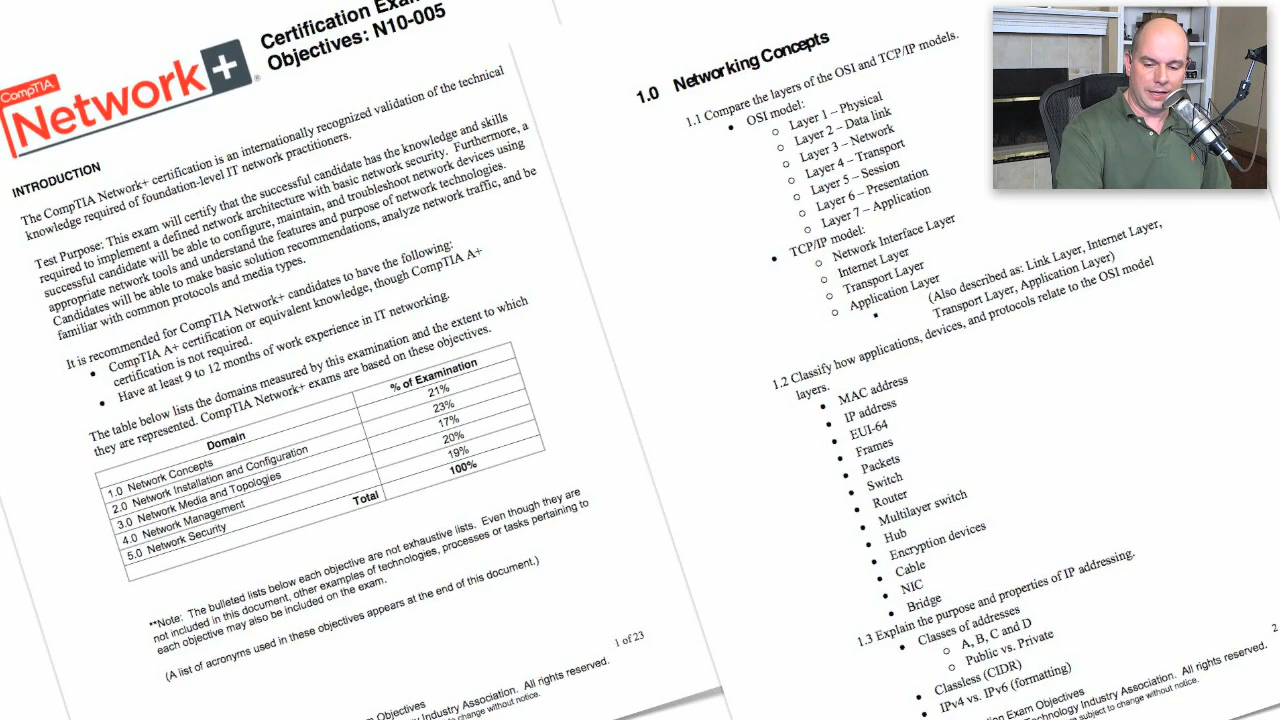 CompTIA
Network+
®
Certification Exam
Objectives: N10-005
INTRODUCTION
The CompTIA Network+ certification is an internationally recognized validation of the technical
knowledge required of foundation-level IT network practitioners.
Test Purpose: This exam will certify that the successful candidate has the knowledge and skills
required to implement a defined network architecture with basic network security. Furthermore, a
successful candidate will be able to configure, maintain, and troubleshoot network devices using
appropriate network tools and understand the features and purpose of network technologies.
Candidates will be able to make basic solution recommendations, analyze network traffic, and be
familiar with common protocols and media types.
It is recommended for CompTIA Network+ candidates to have the following:
• CompTIA A+ certification or equivalent knowledge, though CompTIA A+
certification is not required.
• Have at least 9 to 12 months of work experience in IT networking.
The table below lists the domains measured by this examination and the extent to which
they are represented. CompTIA Network+ exams are based on these objectives.
Domain % of Examination
1.0 Network Concepts 21%
2.0 Network Installation and Configuration 23%
3.0 Network Media and Topologies 17%
4.0 Network Management 20%
5.0 Network Security 19%
Total 100%
**Note: The bulleted lists below each objective are not exhaustive lists. Even though they are
not included in this document, other examples of technologies, processes or tasks pertaining to
each objective may also be included on the exam.
(A list of acronyms used in these objectives appears at the end of this document.)
1 of 23
Exam Objectives
Industry Association. All rights reserved.
change without notice.
1.0 Networking Concepts
1.1 Compare the layers of the OSI and TCP/IP models.
• OSI model:
○ Layer 1 – Physical
○ Layer 2 – Data link
○ Layer 3 – Network
○ Layer 4 – Transport
○ Layer 5 – Session
○ Layer 6 – Presentation
○ Layer 7 – Application
• TCP/IP model:
○ Network Interface Layer
○ Internet Layer
○ Transport Layer
○ Application Layer
▪ (Also described as: Link Layer, Internet Layer,
Transport Layer, Application Layer)
1.2 Classify how applications, devices, and protocols relate to the OSI model
layers.
• MAC address
• IP address
• EUI-64
• Frames
• Packets
• Switch
• Router
• Multilayer switch
• Hub
• Encryption devices
• Cable
• NIC
• Bridge
1.3 Explain the purpose and properties of IP addressing.
• Classes of addresses
○ A, B, C and D
○ Public vs. Private
• Classless (CIDR)
• IPv4 vs. IPv6 (formatting)
2
Exam Objectives
Technology Industry Association. All rights reserved.
subject to change without notice.